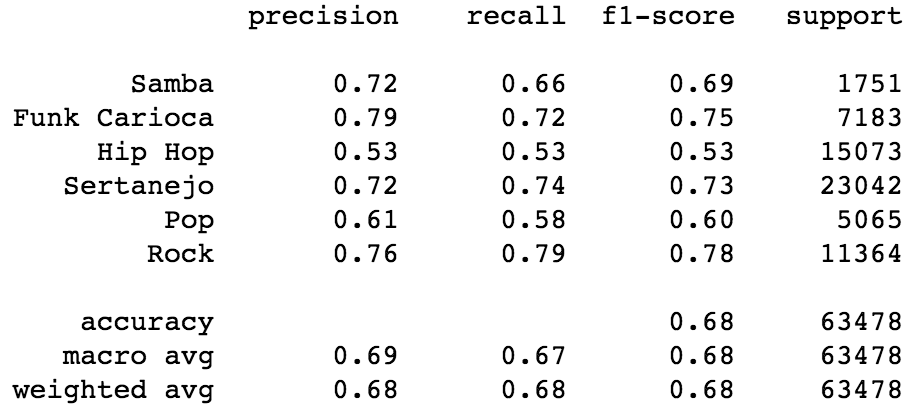 precision recall f1-score support
Samba 0.72 0.66 0.69 1751
Funk Carioca 0.79 0.72 0.75 7183
Hip Hop 0.53 0.53 0.53 15073
Sertanejo 0.72 0.74 0.73 23042
Pop 0.61 0.58 0.60 5065
Rock 0.76 0.79 0.78 11364
accuracy 0.68 63478
macro avg 0.69 0.67 0.68 63478
weighted avg 0.68 0.68 0.68 63478